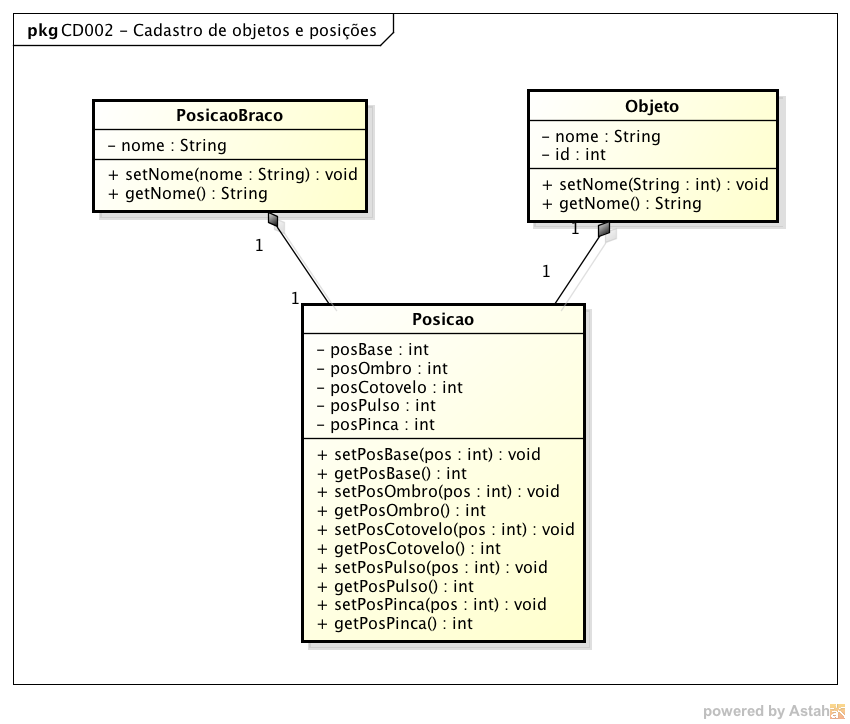 pkg CD002 – Cadastro de objetos e posições
PosicaoBraco
- nome : String
+ setNome(nome : String) : void
+ getNome() : String
Objeto
- nome : String
- id : int
+ setNome(String : int) : void
+ getNome() : String
1
1
1
1
Posicao
- posBase : int
- posOmbro : int
- posCotovelo : int
- posPulso : int
- posPinca : int
+ setPosBase(pos : int) : void
+ getPosBase() : int
+ setPosOmbro(pos : int) : void
+ getPosOmbro() : int
+ setPosCotovelo(pos : int) : void
+ getPosCotovelo() : int
+ setPosPulso(pos : int) : void
+ getPosPulso() : int
+ setPosPinca(pos : int) : void
+ getPosPinca() : int
powered by Astah